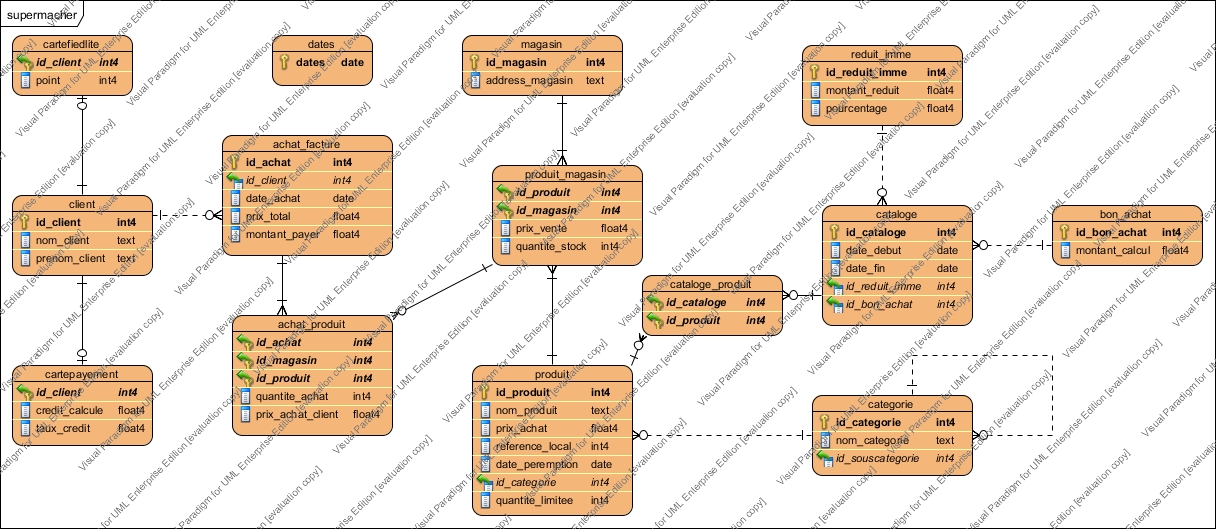 supermacher
cartefiedlite
id_client int4
point int4
dates
dates date
magasin
id_magasin int4
address_magasin text
reduit_imme
id_reduit_imme int4
montant_reduit float4
pourcentage float4
achat_facture
id_achat int4
id_client int4
date_achat date
prix_total float4
montant_payer float4
client
id_client int4
nom_client text
prenom_client text
produit_magasin
id_produit int4
id_magasin int4
prix_vente float4
quantite_stock int4
cataloge
id_cataloge int4
date_debut date
date_fin date
id_reduit_imme int4
id_bon_achat int4
bon_achat
id_bon_achat int4
montant_calcul float4
cataloge_produit
id_cataloge int4
id_produit int4
achat_produit
id_achat int4
id_magasin int4
id_produit int4
quantite_achat int4
prix_achat_client float4
cartepayement
id_client int4
credit_calcule float4
taux_credit float4
produit
id_produit int4
nom_produit text
prix_achat float4
reference_local int4
date_peremption date
id_categorie int4
quantite_limitee int4
categorie
id_categorie int4
nom_categorie text
id_souscategorie int4
Visual Paradigm for UML Enterprise Edition [evaluation copy]